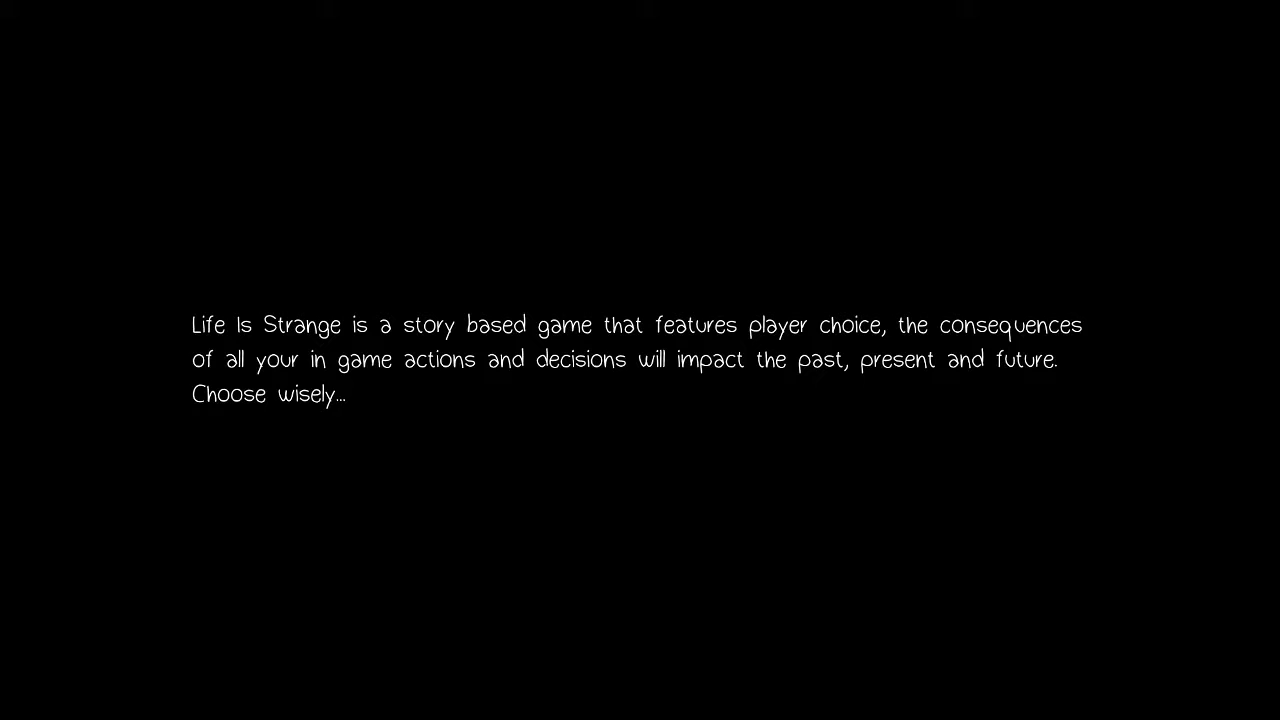 Life Is Strange is a story based game that features player choice, the consequences
of all your in game actions and decisions will impact the past, present and future.
Choose wisely...